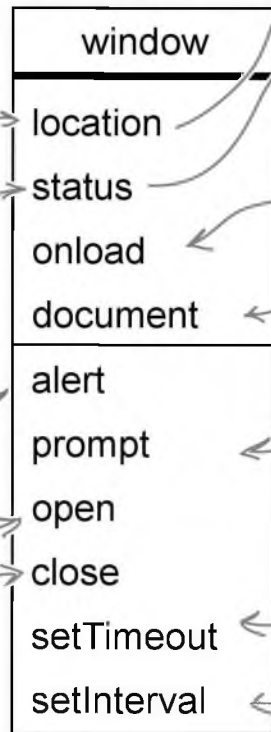 window
location
status
onload
document
alert
prompt
open
close
setTimeout
setInterval